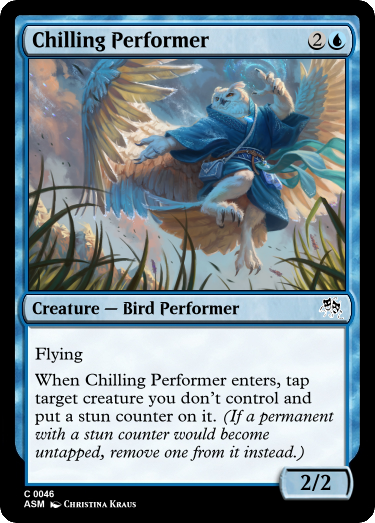 Chilling Performer 2
Creature — Bird Performer
Flying
When Chilling Performer enters, tap
target creature you don't control and
put a stun counter on it. (If a permanent
with a stun counter would become
untapped, remove one from it instead.)
2/2
C 0046
ASM Christina Kraus